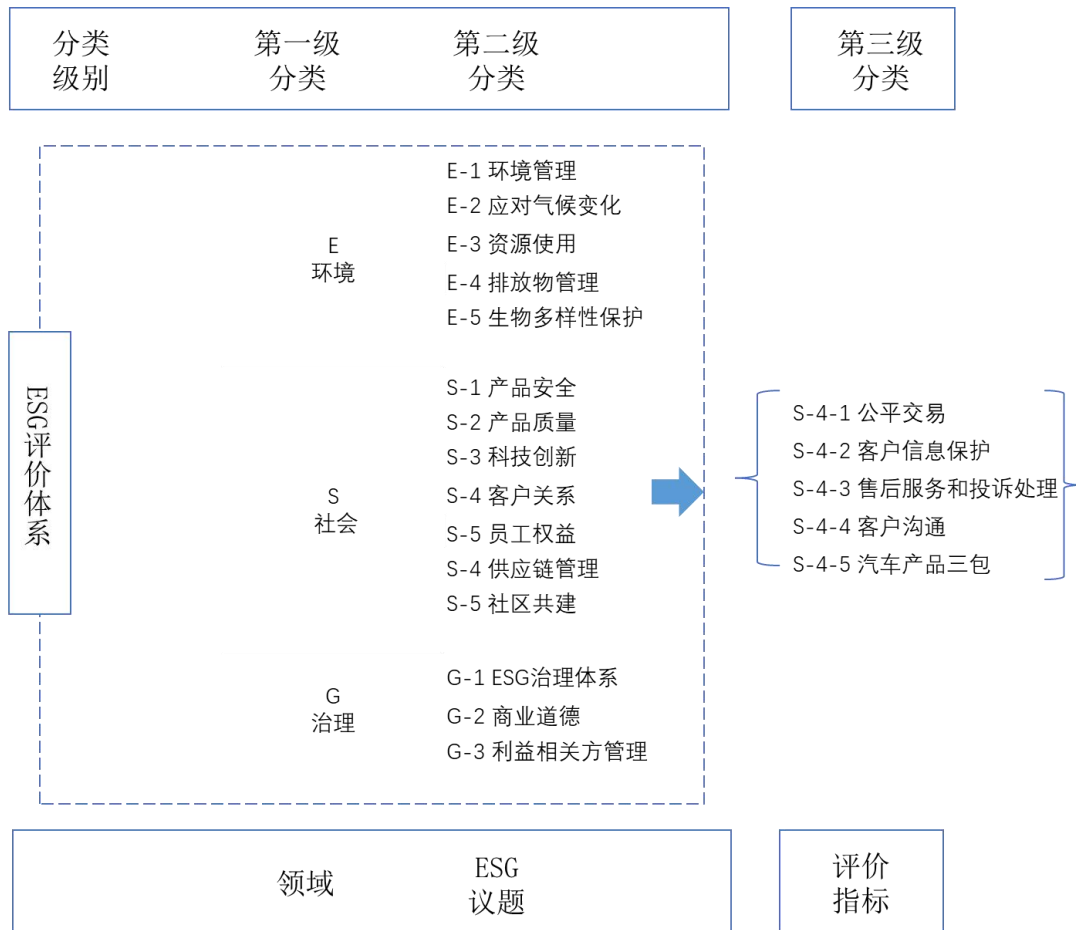 分类
级别
第一级
分类
第二级
分类
第三级
分类
ESG评价体系
E
环境
E-1 环境管理
E-2 应对气候变化
E-3 资源使用
E-4 排放物管理
E-5 生物多样性保护
S
社会
S-1 产品安全
S-2 产品质量
S-3 科技创新
S-4 客户关系
S-5 员工权益
S-4 供应链管理
S-5 社区共建
G
治理
G-1 ESG治理体系
G-2 商业道德
G-3 利益相关方管理
S-4-1 公平交易
S-4-2 客户信息保护
S-4-3 售后服务和投诉处理
S-4-4 客户沟通
S-4-5 汽车产品三包
领域
ESG
议题
评价
指标